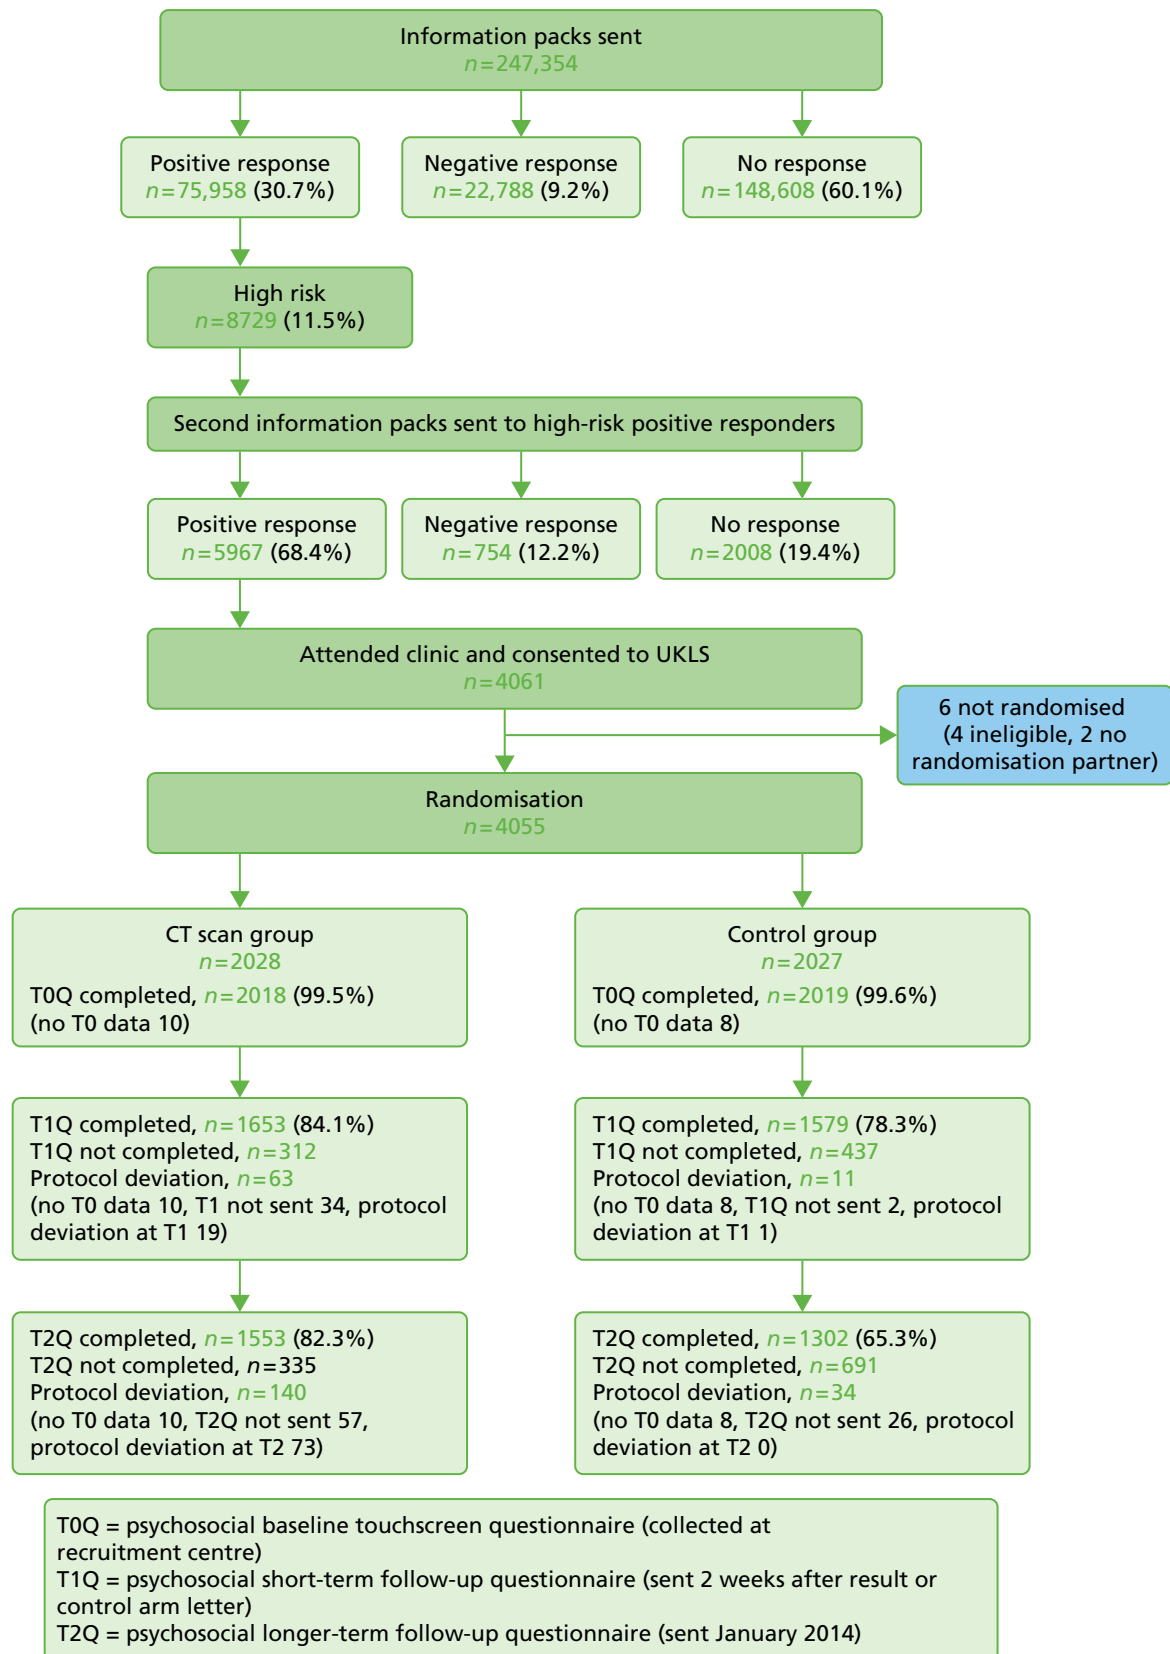 Information packs sent
n=247,354
Positive response
n=75,958 (30.7%)
Negative response
n=22,788 (9.2%)
No response
n=148,608 (60.1%)
High risk
n=8729 (11.5%)
Second information packs sent to high-risk positive responders
Positive response
n=5967 (68.4%)
Negative response
n=754 (12.2%)
No response
n=2008 (19.4%)
Attended clinic and consented to UKLS
n=4061
6 not randomised
(4 ineligible, 2 no
randomisation partner)
Randomisation
n=4055
CT scan group
n=2028
T0Q completed, n=2018 (99.5%)
(no T0 data 10)
Control group
n=2027
T0Q completed, n=2019 (99.6%)
(no T0 data 8)
T1Q completed, n=1653 (84.1%)
T1Q not completed, n=312
Protocol deviation, n=63
(no T0 data 10, T1 not sent 34, protocol
deviation at T1 19)
T1Q completed, n=1579 (78.3%)
T1Q not completed, n=437
Protocol deviation, n=11
(no T0 data 8, T1Q not sent 2, protocol
deviation at T1 1)
T2Q completed, n=1553 (82.3%)
T2Q not completed, n=335
Protocol deviation, n=140
(no T0 data 10, T2Q not sent 57,
protocol deviation at T2 73)
T2Q completed, n=1302 (65.3%)
T2Q not completed, n=691
Protocol deviation, n=34
(no T0 data 8, T2Q not sent 26, protocol
deviation at T2 0)
T0Q = psychosocial baseline touchscreen questionnaire (collected at
recruitment centre)
T1Q = psychosocial short-term follow-up questionnaire (sent 2 weeks after result or
control arm letter)
T2Q = psychosocial longer-term follow-up questionnaire (sent January 2014)